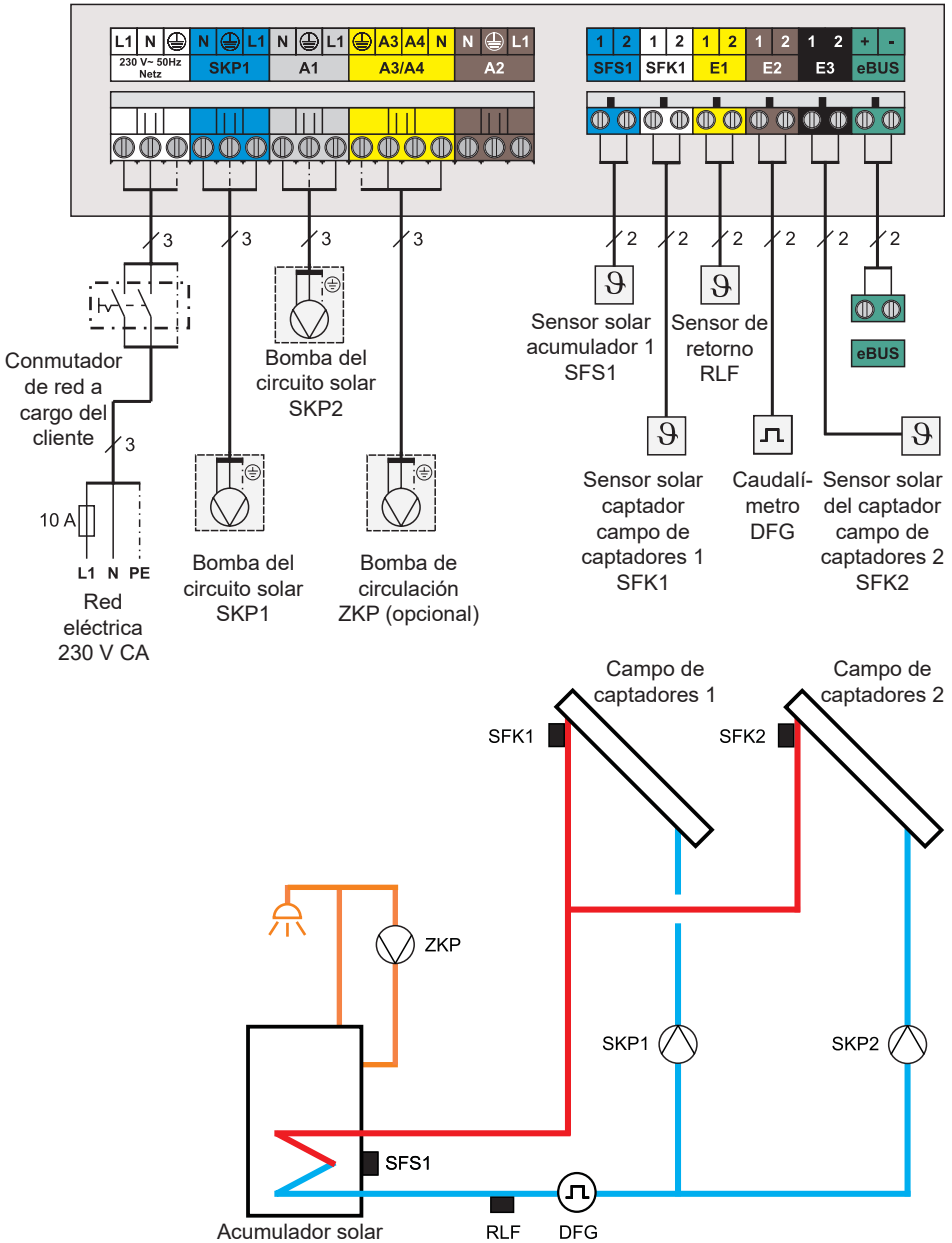 L1 N N L1 N L1 A3 A4 N N L1
230 V~ 50Hz
Netz
SKP1 A1 A3/A4 A2
1 2 1 2 1 2 1 2 1 2 + -
SFS1 SFK1 E1 E2 E3 eBUS
3 3 3 3 2 2 2 2 2 2
Conmutador
de red a
cargo del
cliente
3
10 A
L1 N PE
Red
eléctrica
230 V CA
Bomba del
circuito solar
SKP1
Bomba del
circuito solar
SKP2
Bomba de
circulación
ZKP (opcional)
ϑ
Sensor solar
acumulador 1
SFS1
ϑ
Sensor de
retorno
RLF
eBUS
ϑ
Sensor solar
captador
campo de
captadores 1
SFK1
Caudalí-
metro
DFG
ϑ
Sensor solar
del captador
campo de
captadores 2
SFK2
Campo de
captadores 1
Campo de
captadores 2
SFK1
SFK2
ZKP
SKP1
SKP2
SFS1
Acumulador solar
RLF
DFG